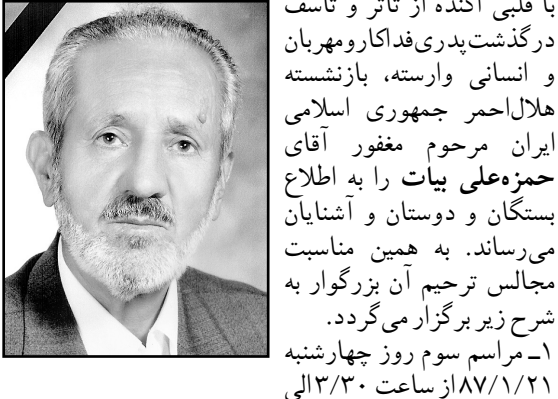 با قلبی آکنده از تاثر و تاسف
درگذشت پدری فداکار و مهربان
و انسانی وارسته، بازنشسته
هلال‌احمر جمهوری اسلامی
ایران مرحوم مغفور آقای
حمزه‌علی بیات را به اطلاع
بستگان و دوستان و آشنایان
می‌رساند. به همین مناسبت
مجالس ترحیم آن بزرگوار به
شرح زیر برگزار می‌گردد.
۱ـ مراسم سوم روز چهارشنبه
۸۷/۱/۲۱ از ساعت ۳/۳۰ الی